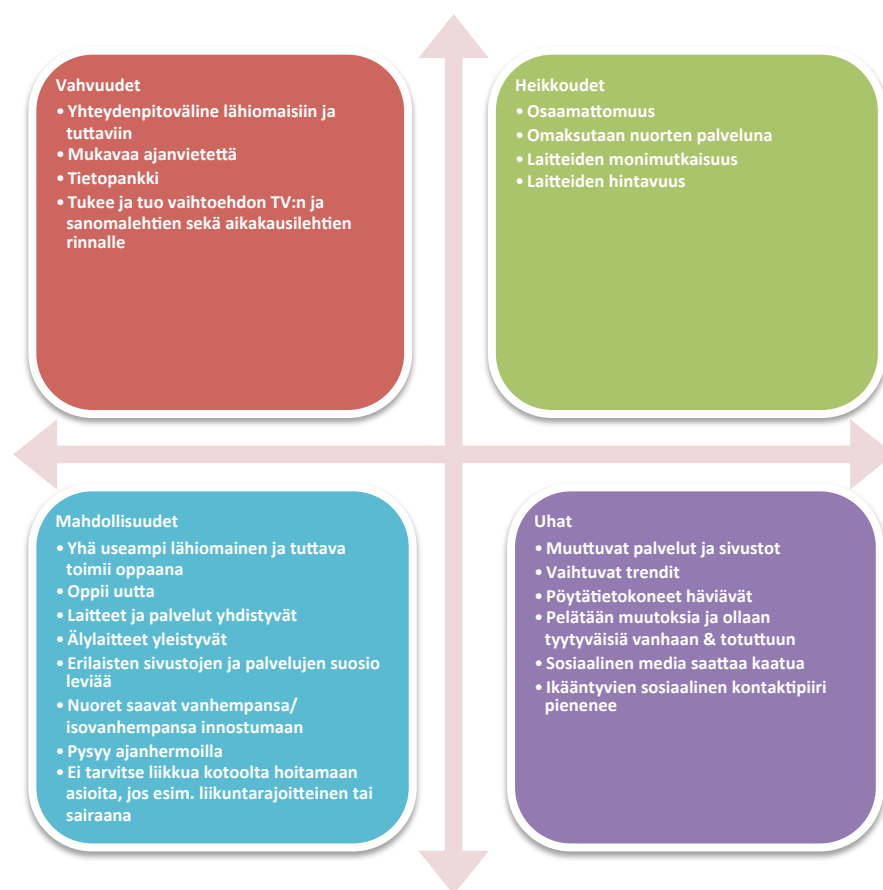 Vahvuudet
• Yhteydenpitoväline lähiomaisiin ja
tuttaviin
• Mukavaa ajanvietettä
• Tietopankki
• Tukee ja tuo vaihtoehdon TV:n ja
sanomalehtien sekä aikakausilehtien
rinnalle
Heikkoudet
• Osaamattomuus
• Omaksutaan nuorten palveluna
• Laitteiden monimutkaisuus
• Laitteiden hintavuus
Mahdollisuudet
• Yhä useampi lähiomainen ja tuttava
toimii oppaana
• Oppii uutta
• Laitteet ja palvelut yhdistyvät
• Älylaitteet yleistyvät
• Erilaisten sivustojen ja palvelujen suosio
leviää
• Nuoret saavat vanhempansa/
isovanhempansa innostumaan
• Pysyy ajanhermoilla
• Ei tarvitse liikkua kotoolta hoitamaan
asioita, jos esim. liikuntarajoitteinen tai
sairaana
Uhat
• Muuttuvat palvelut ja sivustot
• Vaihtuvat trendit
• Pöytätietokoneet häviävät
• Pelätään muutoksia ja ollaan
tyytyväisiä vanhaan & totuttuun
• Sosiaalinen media saattaa kaatua
• Ikääntyvien sosiaalinen kontaktipiiri
pienenee